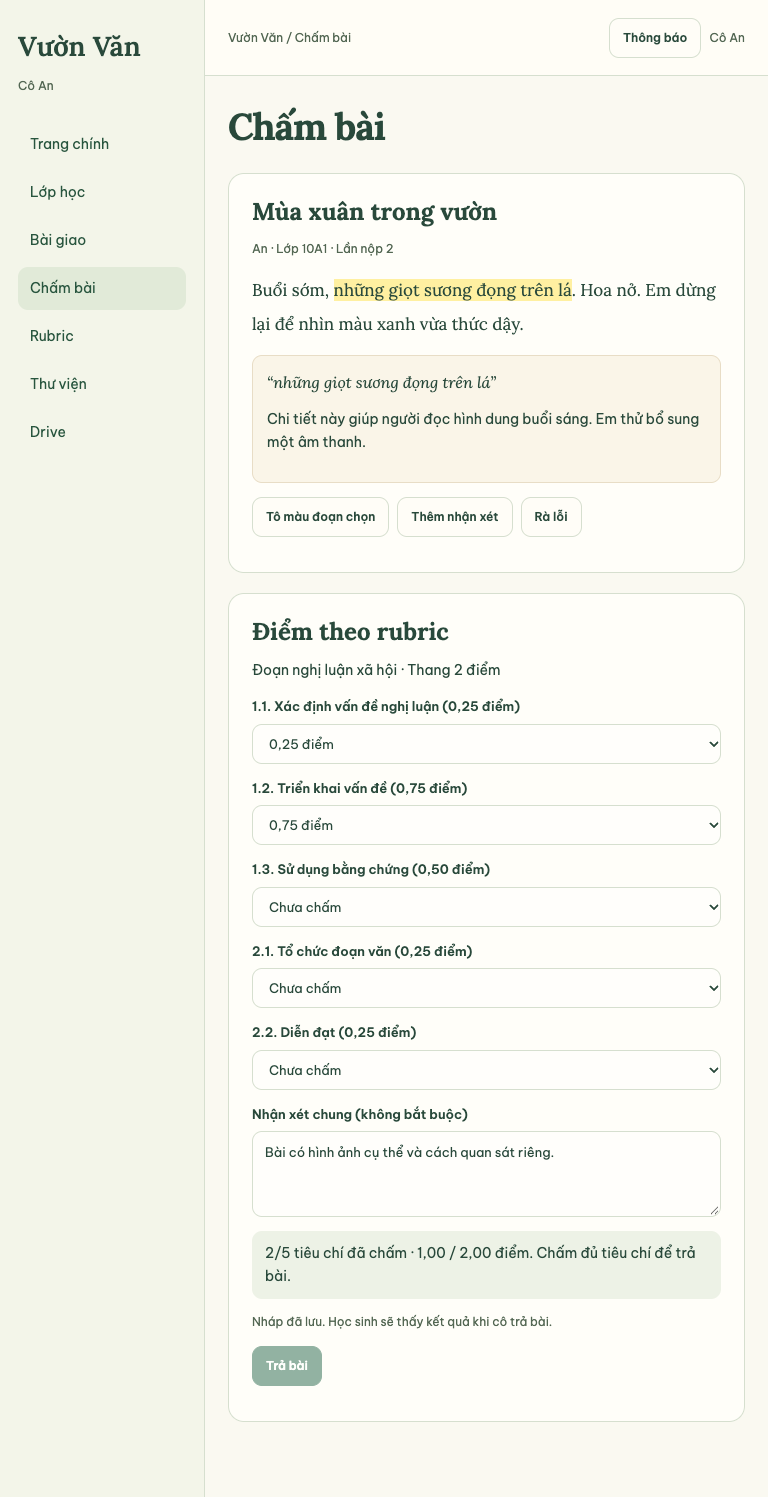 Vườn Văn
Cô An
Trang chính
Lớp học
Bài giao
Chấm bài
Rubric
Thư viện
Drive
Vườn Văn / Chấm bài
Thông báo
Cô An
Chấm bài
Mùa xuân trong vườn
An · Lớp 10A1 · Lần nộp 2
Buổi sớm, những giọt sương đọng trên lá. Hoa nở. Em dừng
lại để nhìn màu xanh vừa thức dậy.
“những giọt sương đọng trên lá”
Chi tiết này giúp người đọc hình dung buổi sáng. Em thử bổ sung
một âm thanh.
Tô màu đoạn chọn
Thêm nhận xét
Rà lỗi
Điểm theo rubric
Đoạn nghị luận xã hội · Thang 2 điểm
1.1. Xác định vấn đề nghị luận (0,25 điểm)
0,25 điểm
1.2. Triển khai vấn đề (0,75 điểm)
0,75 điểm
1.3. Sử dụng bằng chứng (0,50 điểm)
Chưa chấm
2.1. Tổ chức đoạn văn (0,25 điểm)
Chưa chấm
2.2. Diễn đạt (0,25 điểm)
Chưa chấm
Nhận xét chung (không bắt buộc)
Bài có hình ảnh cụ thể và cách quan sát riêng.
2/5 tiêu chí đã chấm · 1,00 / 2,00 điểm. Chấm đủ tiêu chí để trả
bài.
Nháp đã lưu. Học sinh sẽ thấy kết quả khi cô trả bài.
Trả bài